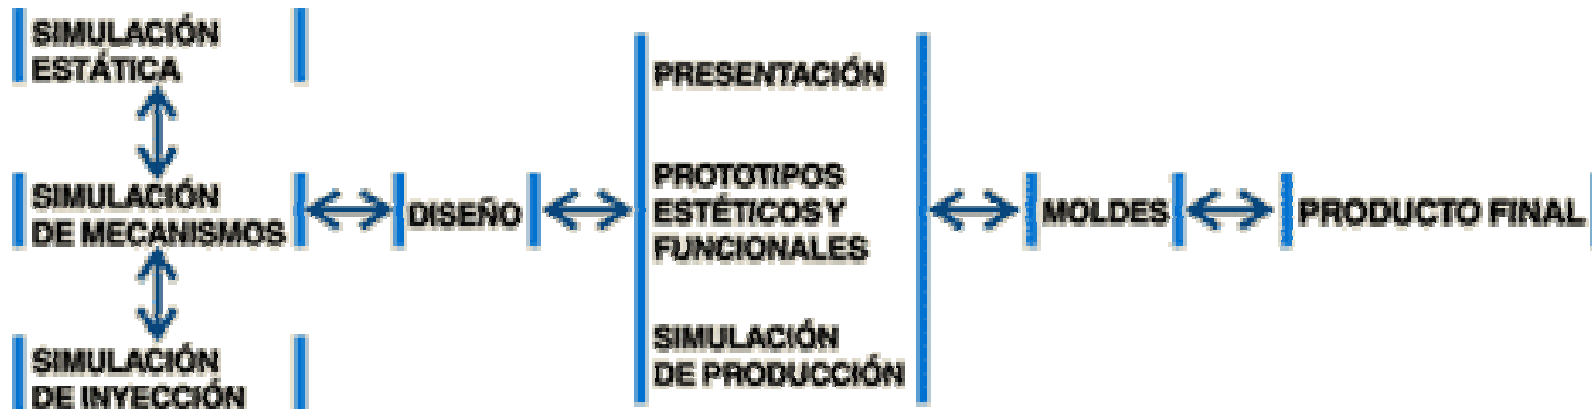 SIMULACIÓN
ESTÁTICA
SIMULACIÓN
DE MECANISMOS
SIMULACIÓN
DE INYECCIÓN
DISEÑO
PRESENTACIÓN
PROTOTIPOS
ESTÉTICOS Y
FUNCIONALES
SIMULACIÓN
DE PRODUCCIÓN
MOLDES
PRODUCTO FINAL